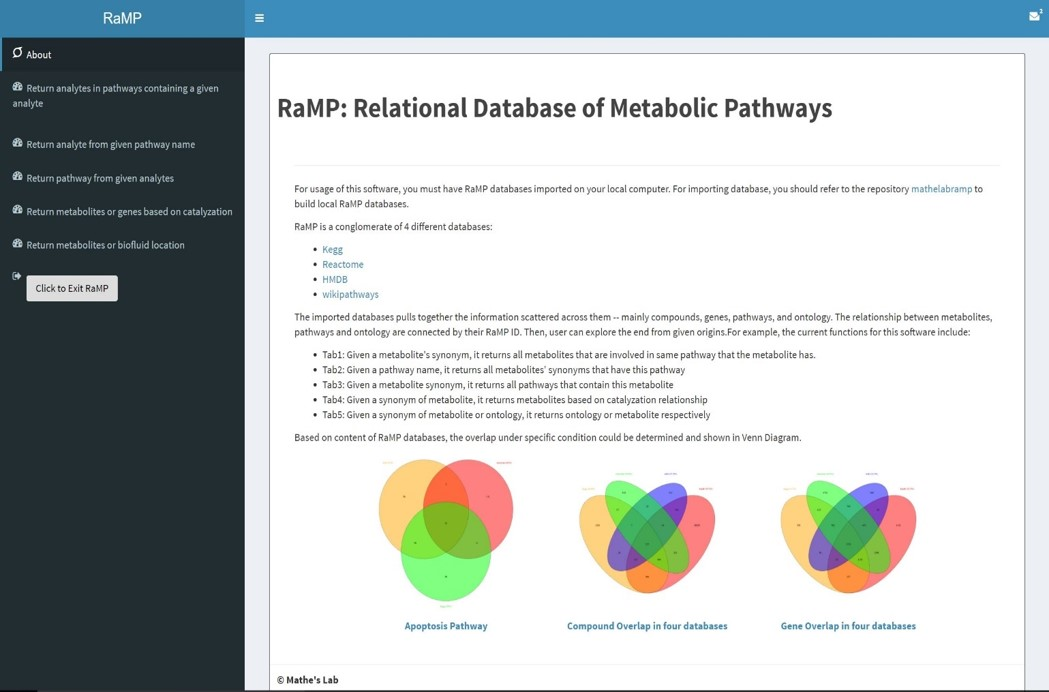 RaMP
2
About
Return analytes in pathways containing a given
analyte
Return analyte from given pathway name
Return pathway from given analytes
Return metabolites or genes based on catalyzation
Return metabolites or biofluid location
Click to Exit RaMP
RaMP: Relational Database of Metabolic Pathways
For usage of this software, you must have RaMP databases imported on your local computer. For importing database, you should refer to the repository mathelabramp to
build local RaMP databases.
RaMP is a conglomerate of 4 different databases:
• Kegg
• Reactome
• HMDB
• wikipathways
The imported databases pulls together the information scattered across them -- mainly compounds, genes, pathways, and ontology. The relationship between metabolites,
pathways and ontology are connected by their RaMP ID. Then, user can explore the end from given origins.For example, the current functions for this software include:
• Tab1: Given a metabolite's synonym, it returns all metabolites that are involved in same pathway that the metabolite has.
• Tab2: Given a pathway name, it returns all metabolites' synonyms that have this pathway
• Tab3: Given a metabolite synonym, it returns all pathways that contain this metabolite
• Tab4: Given a synonym of metabolite, it returns metabolites based on catalyzation relationship
• Tab5: Given a synonym of metabolite or ontology, it returns ontology or metabolite respectively
Based on content of RaMP databases, the overlap under specific condition could be determined and shown in Venn Diagram.
Apoptosis Pathway
Compound Overlap in four databases
Gene Overlap in four databases
© Mathe's Lab